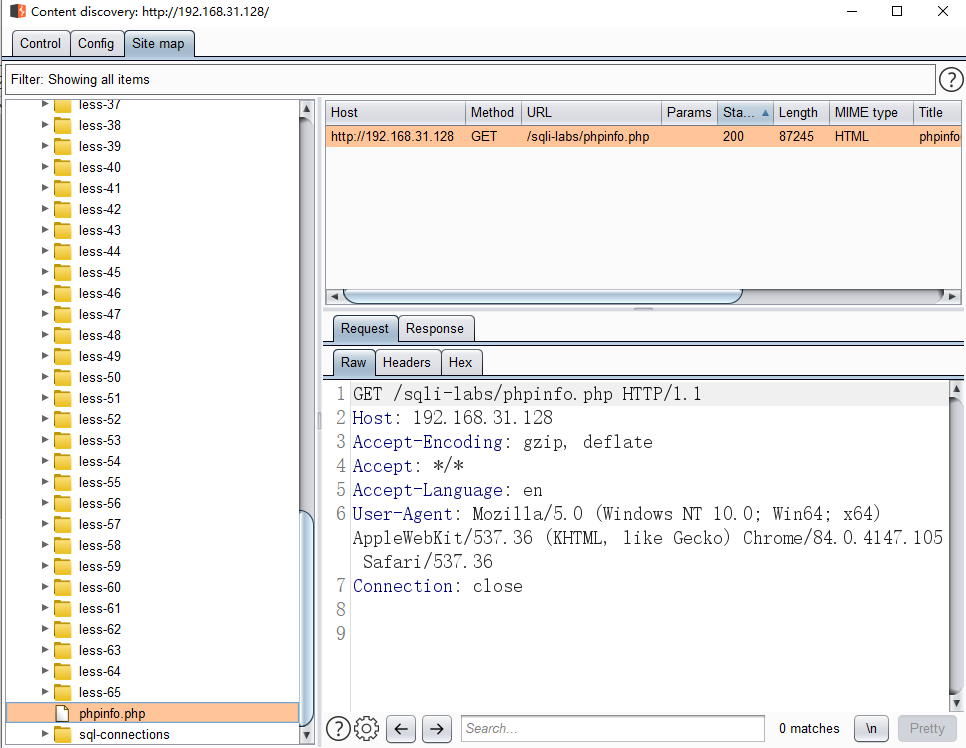 Content discovery: http://192.168.31.128/
Control Config Site map
Filter: Showing all items
less-37
less-38
less-39
less-40
less-41
less-42
less-43
less-44
less-45
less-46
less-47
less-48
less-49
less-50
less-51
less-52
less-53
less-54
less-55
less-56
less-57
less-58
less-59
less-60
less-61
less-62
less-63
less-64
less-65
phpinfo.php
sql-connections
Host Method URL Params Sta... Length MIME type Title
http://192.168.31.128 GET /sqli-labs/phpinfo.php 200 87245 HTML phpinfo
Request Response
Raw Headers Hex
1 GET /sqli-labs/phpinfo.php HTTP/1.1
2 Host: 192.168.31.128
3 Accept-Encoding: gzip, deflate
4 Accept: */*
5 Accept-Language: en
6 User-Agent: Mozilla/5.0 (Windows NT 10.0; Win64; x64)
AppleWebKit/537.36 (KHTML, like Gecko) Chrome/84.0.4147.105
Safari/537.36
7 Connection: close
8
9
? Search... 0 matches \n Pretty